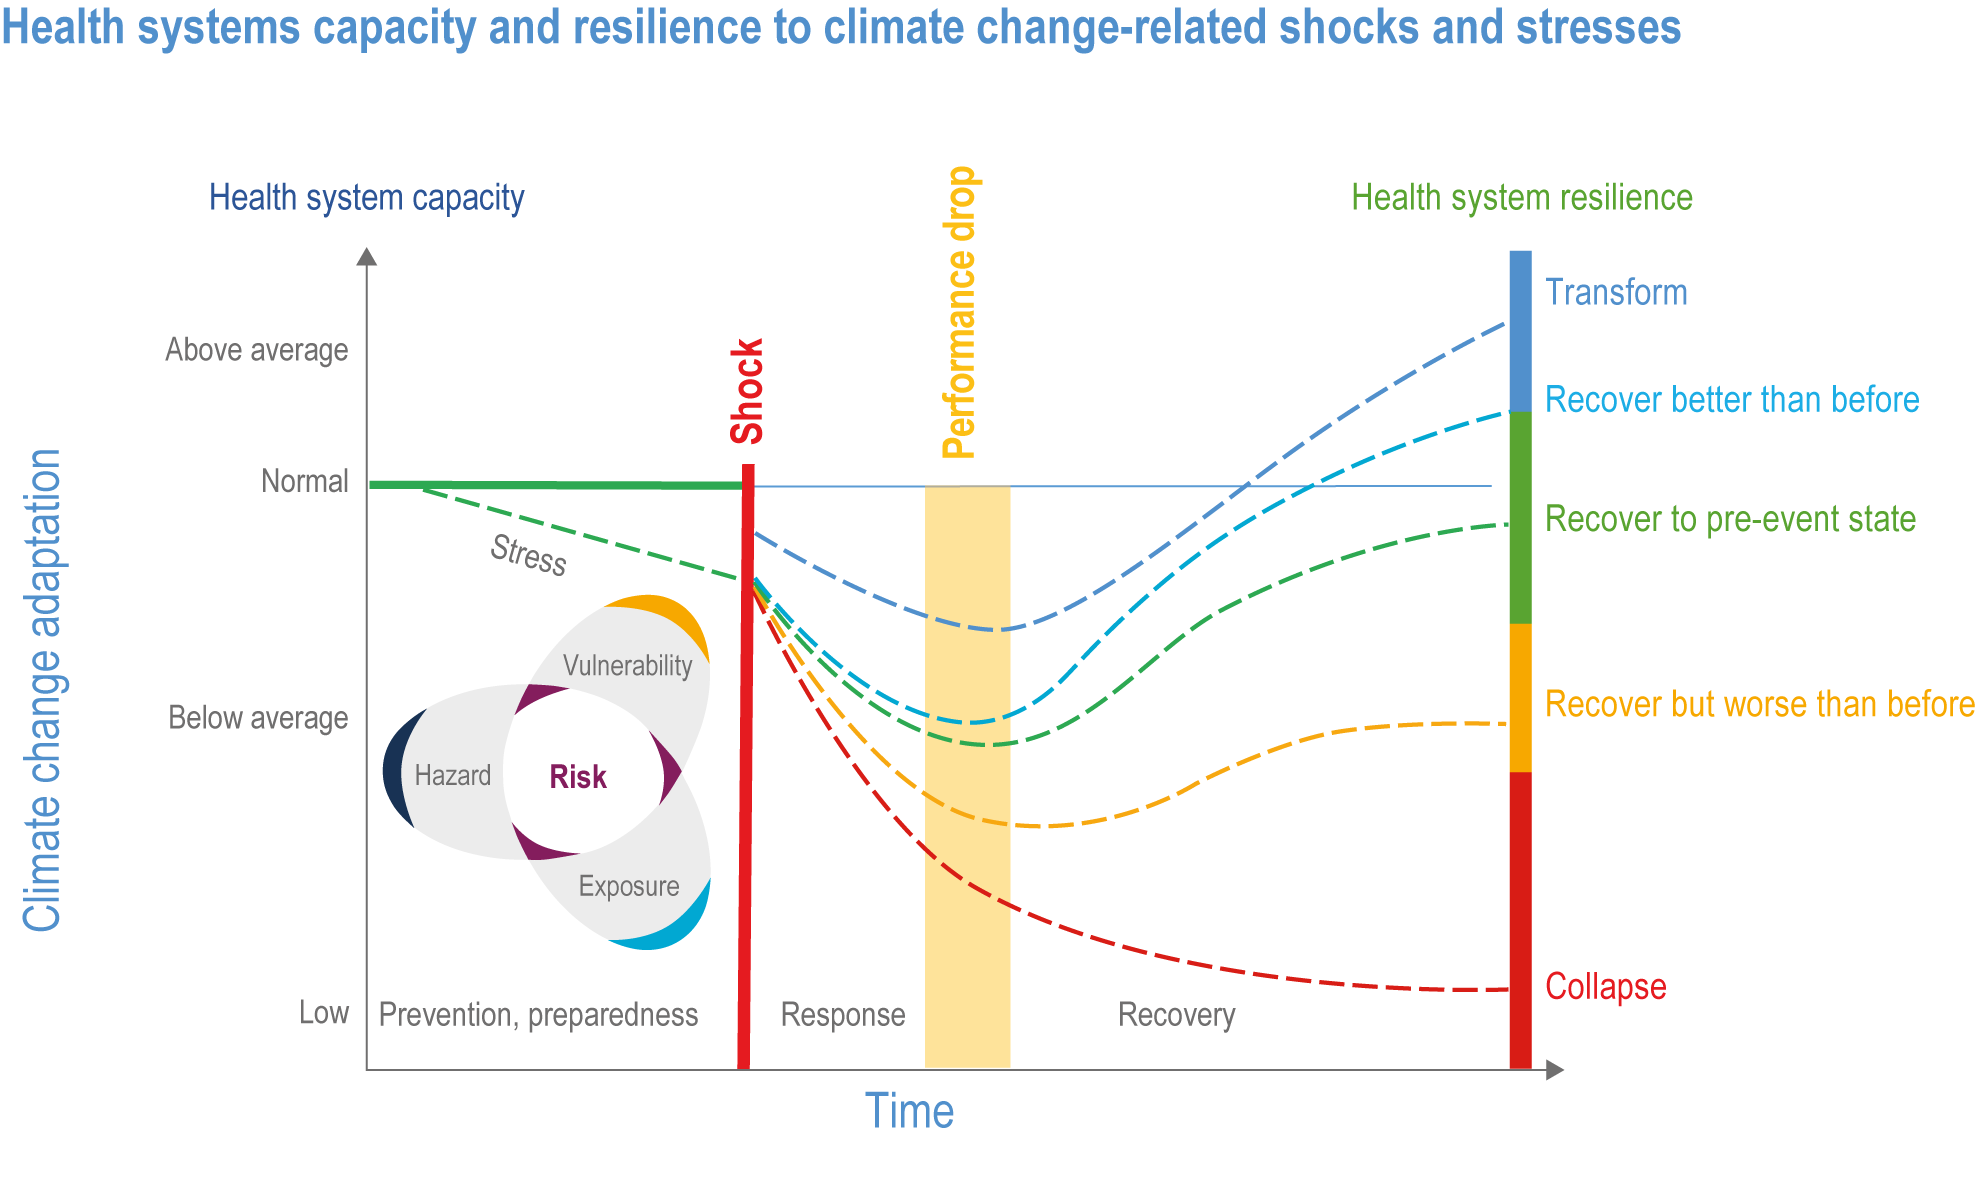 Health systems capacity and resilience to climate change-related shocks and stresses
Health system capacity
Health system resilience
Performance drop
Shock
Climate change adaptation
Above average
Normal
Below average
Low
Stress
Vulnerability
Hazard
Risk
Exposure
Prevention, preparedness
Response
Recovery
Transform
Recover better than before
Recover to pre-event state
Recover but worse than before
Collapse
Time